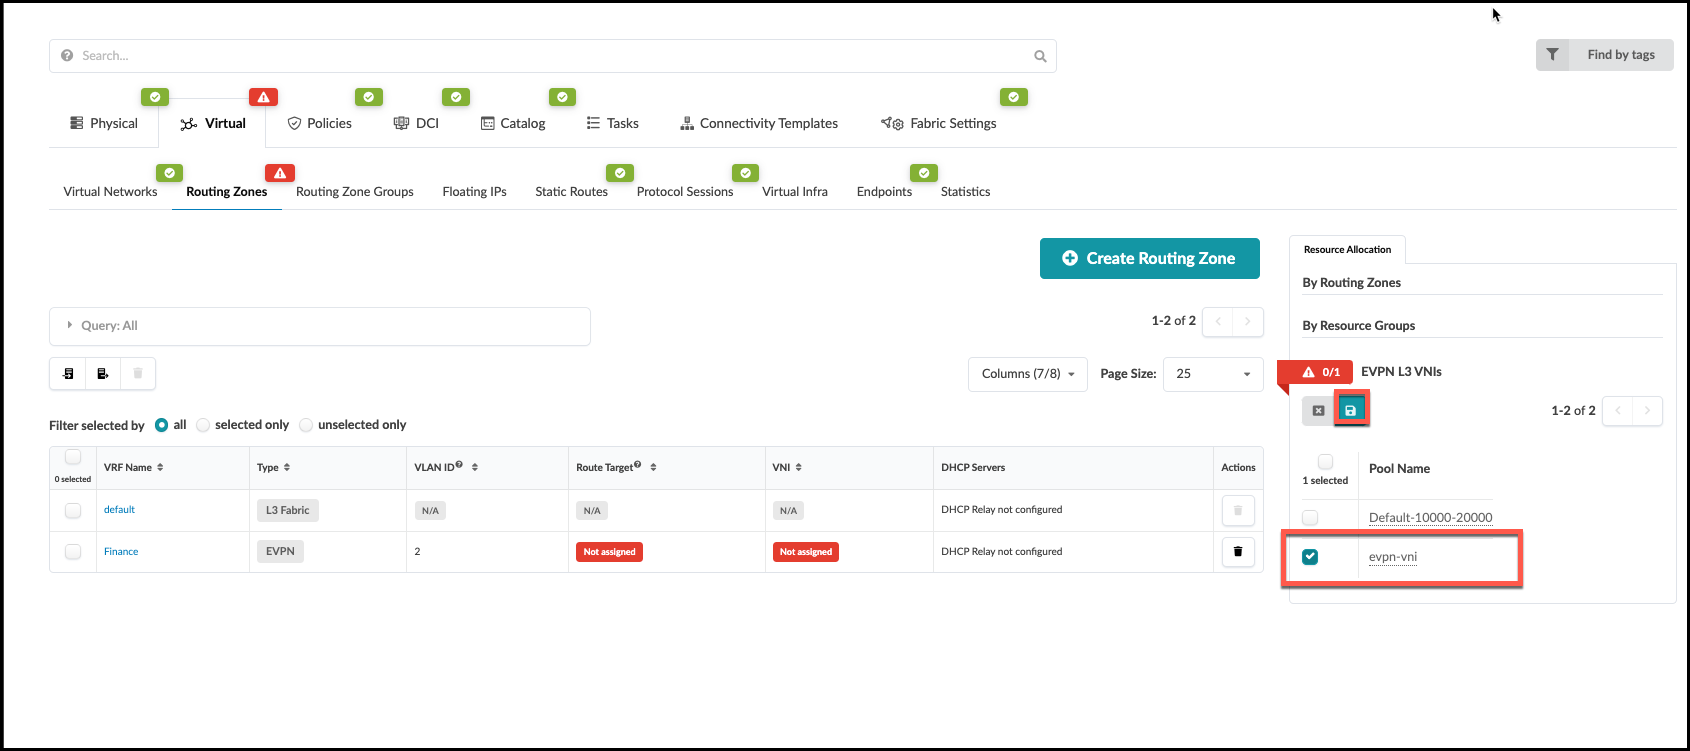 Search...
Find by tags
Physical
Virtual
Policies
DCI
Catalog
Tasks
Connectivity Templates
Fabric Settings
Virtual Networks
Routing Zones
Routing Zone Groups
Floating IPs
Static Routes
Protocol Sessions
Virtual Infra
Endpoints
Statistics
Create Routing Zone
Query: All
1-2 of 2
Columns (7/8)
Page Size:
25
Filter selected by
all
selected only
unselected only
0 selected
VRF Name
Type
VLAN ID
Route Target
VNI
DHCP Servers
Actions
default
L3 Fabric
N/A
N/A
N/A
DHCP Relay not configured
Finance
EVPN
2
Not assigned
Not assigned
DHCP Relay not configured
Resource Allocation
By Routing Zones
By Resource Groups
0/1
EVPN L3 VNIs
1-2 of 2
1 selected
Pool Name
Default-10000-20000
evpn-vni